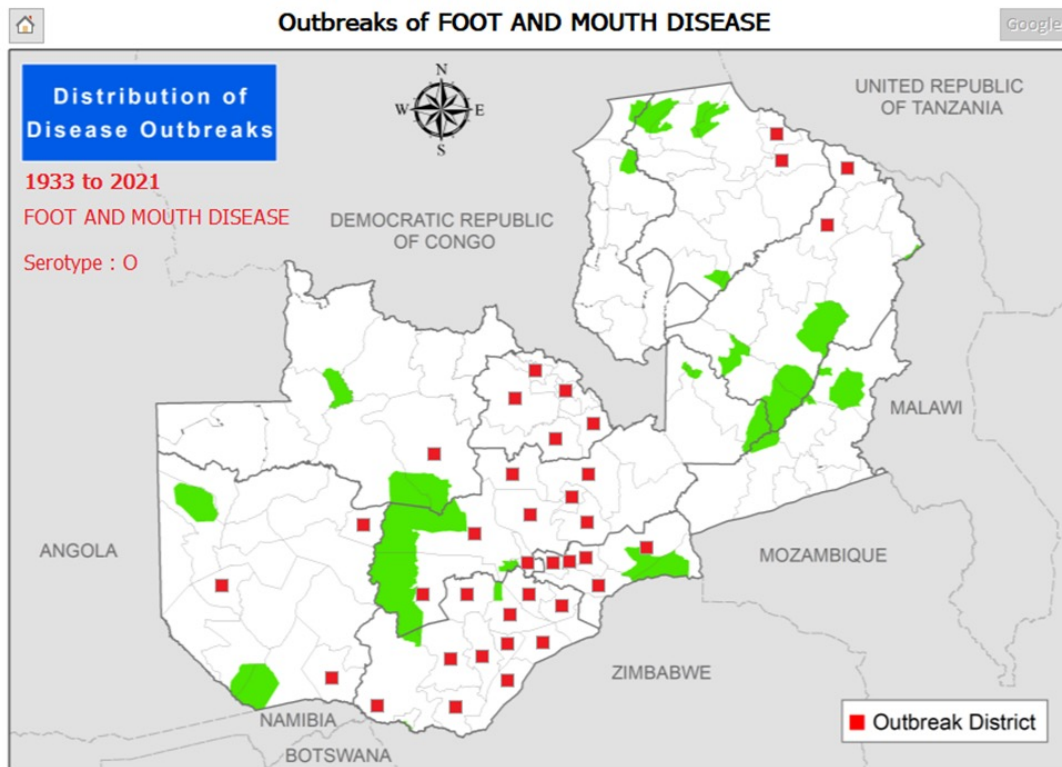 Outbreaks of FOOT AND MOUTH DISEASE
Google
Distribution of
Disease Outbreaks
1933 to 2021
FOOT AND MOUTH DISEASE
Serotype : O
N
W
E
S
UNITED REPUBLIC
OF TANZANIA
DEMOCRATIC REPUBLIC
OF CONGO
MALAWI
ANGOLA
MOZAMBIQUE
ZIMBABWE
NAMIBIA
BOTSWANA
Outbreak District